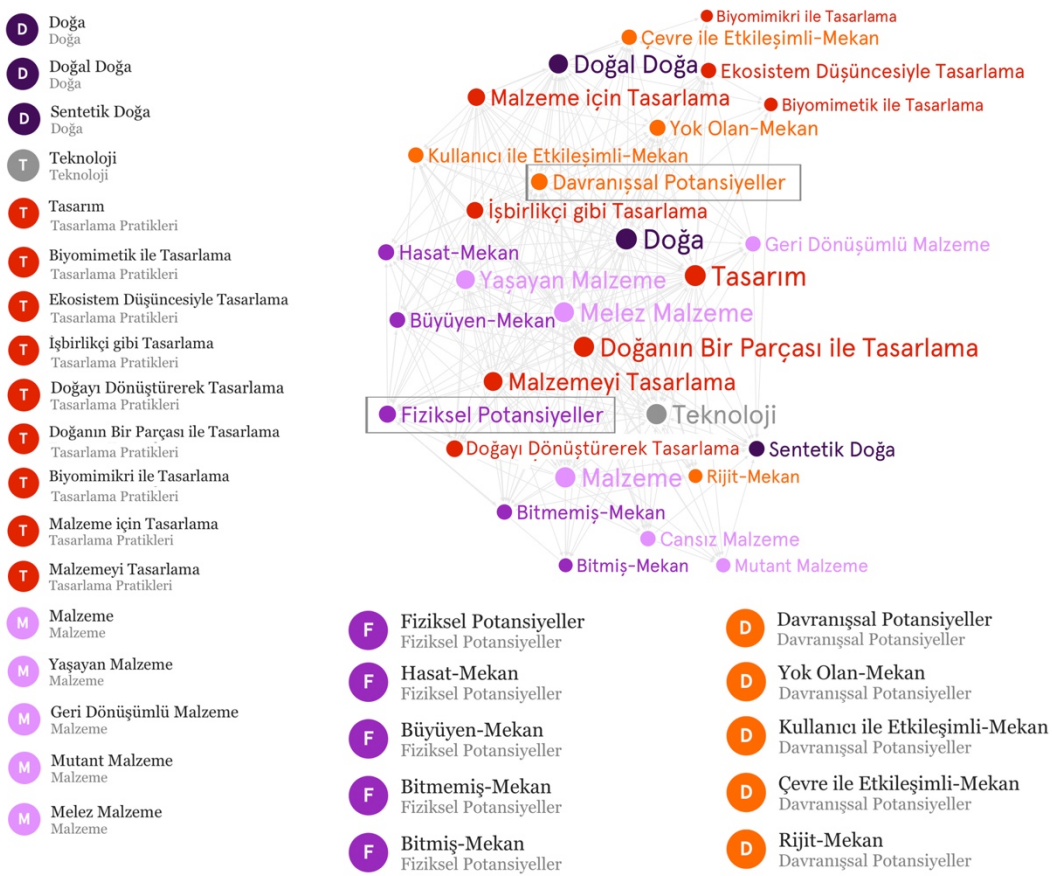 D
Doğa
Doğa
D
Doğal Doğa
Doğa
D
Sentetik Doğa
Doğa
T
Teknoloji
Teknoloji
T
Tasarım
Tasarlama Pratikleri
T
Biyomimetik ile Tasarlama
Tasarlama Pratikleri
T
Ekosistem Düşüncesiyle Tasarlama
Tasarlama Pratikleri
T
İşbirlikçi gibi Tasarlama
Tasarlama Pratikleri
T
Doğayı Dönüştürerek Tasarlama
Tasarlama Pratikleri
T
Doğanın Bir Parçası ile Tasarlama
Tasarlama Pratikleri
T
Biyomimikri ile Tasarlama
Tasarlama Pratikleri
T
Malzeme için Tasarlama
Tasarlama Pratikleri
T
Malzemeyi Tasarlama
Tasarlama Pratikleri
M
Malzeme
Malzeme
M
Yaşayan Malzeme
Malzeme
M
Geri Dönüşümlü Malzeme
Malzeme
M
Mutant Malzeme
Malzeme
M
Melez Malzeme
Malzeme
Biyomimikri ile Tasarlama
Çevre ile Etkileşimli-Mekan
Doğal Doğa
Ekosistem Düşüncesiyle Tasarlama
Malzeme için Tasarlama
Biyomimetik ile Tasarlama
Yok Olan-Mekan
Kullanıcı ile Etkileşimli-Mekan
Davranışsal Potansiyeller
İşbirlikçi gibi Tasarlama
Doğa
Geri Dönüşümlü Malzeme
Hasat-Mekan
Yaşayan Malzeme
Tasarım
Melez Malzeme
Büyüyen-Mekan
Doğanın Bir Parçası ile Tasarlama
Malzemeyi Tasarlama
Fiziksel Potansiyeller
Teknoloji
Doğayı Dönüştürerek Tasarlama
Sentetik Doğa
Malzeme
Rijit-Mekan
Bitmemiş-Mekan
Cansız Malzeme
Bitmiş-Mekan
Mutant Malzeme
F
Fiziksel Potansiyeller
Fiziksel Potansiyeller
F
Hasat-Mekan
Fiziksel Potansiyeller
F
Büyüyen-Mekan
Fiziksel Potansiyeller
F
Bitmemiş-Mekan
Fiziksel Potansiyeller
F
Bitmiş-Mekan
Fiziksel Potansiyeller
D
Davranışsal Potansiyeller
Davranışsal Potansiyeller
D
Yok Olan-Mekan
Davranışsal Potansiyeller
D
Kullanıcı ile Etkileşimli-Mekan
Davranışsal Potansiyeller
D
Çevre ile Etkileşimli-Mekan
Davranışsal Potansiyeller
D
Rijit-Mekan
Davranışsal Potansiyeller